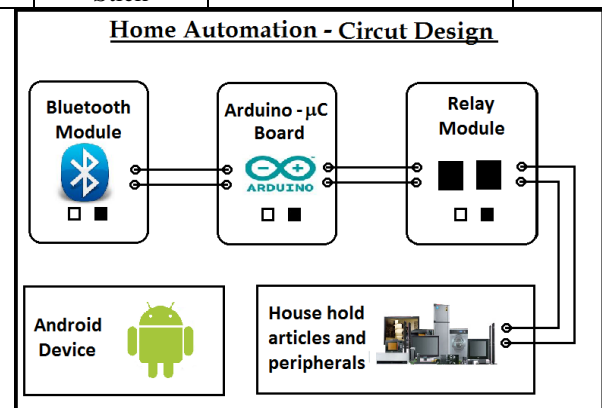 Home Automation - Circut Design
Bluetooth
Module
Arduino - µC
Board
ARDUINO
Relay
Module
Android
Device
House hold
articles and
peripherals